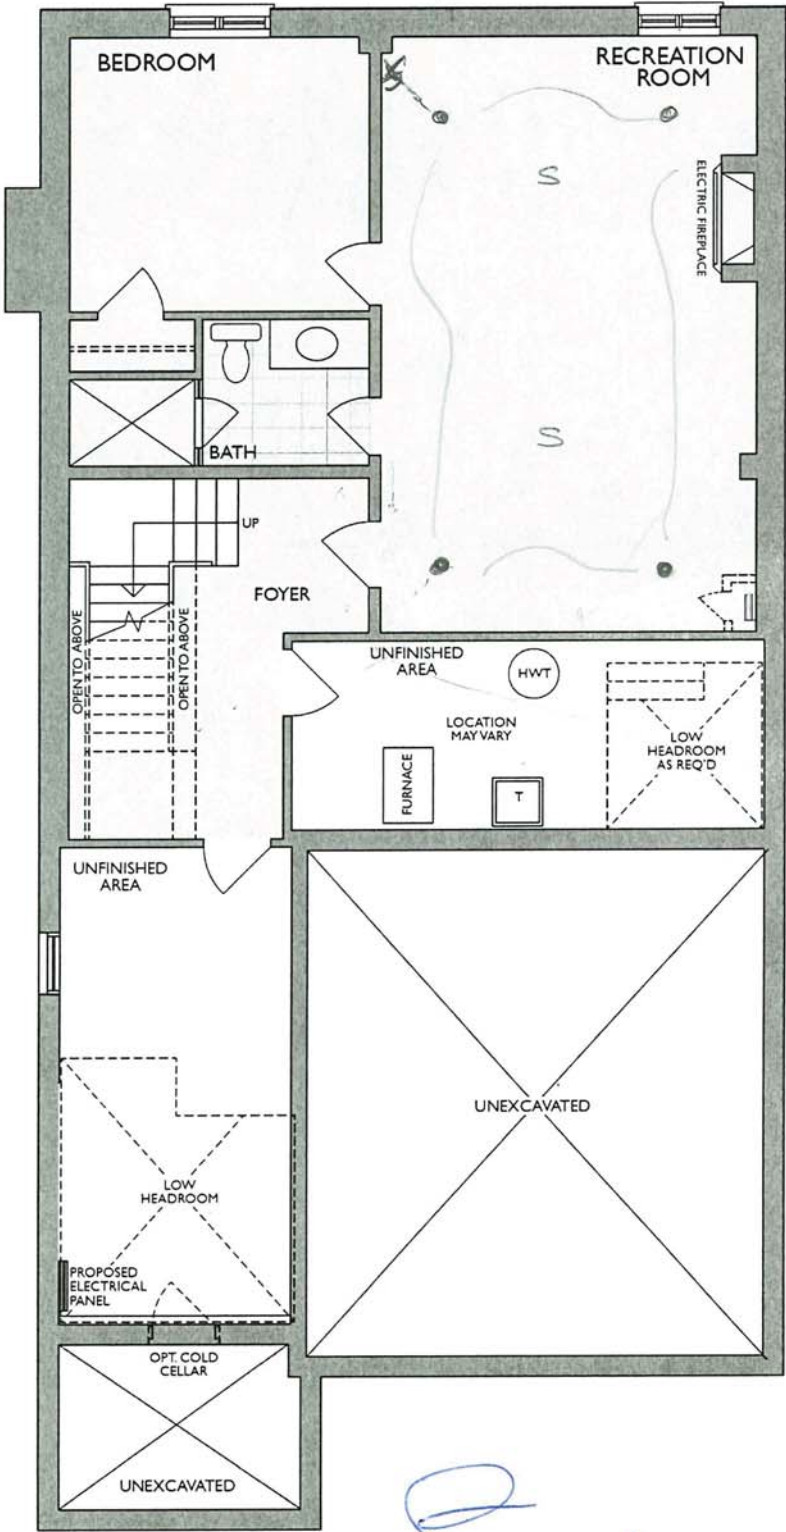 BEDROOM
RECREATION
ROOM
S
ELECTRIC FIREPLACE
S
BATH
UP
FOYER
OPEN TO ABOVE
OPEN TO ABOVE
UNFINISHED
AREA
HWT
LOCATION
MAY VARY
LOW
HEADROOM
AS REQ'D
FURNACE
T
UNFINISHED
AREA
UNEXCAVATED
LOW
HEADROOM
PROPOSED
ELECTRICAL
PANEL
OPT. COLD
CELLAR
UNEXCAVATED